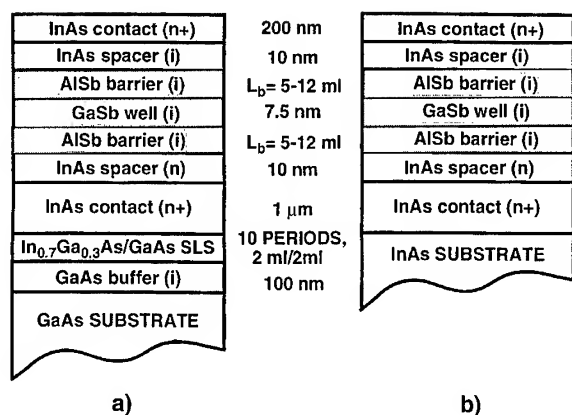 InAs contact (n+)
InAs spacer (i)
AlSb barrier (i)
GaSb well (i)
AlSb barrier (i)
InAs spacer (n)
InAs contact (n+)
In0.7Ga0.3As/GaAs SLS
GaAs buffer (i)
GaAs SUBSTRATE
a)
200 nm
10 nm
Lb= 5-12 ml
7.5 nm
Lb= 5-12 ml
10 nm
1 μm
10 PERIODS,
2 ml/2ml
100 nm
InAs contact (n+)
InAs spacer (i)
AlSb barrier (i)
GaSb well (i)
AlSb barrier (i)
InAs spacer (n)
InAs contact (n+)
InAs SUBSTRATE
b)